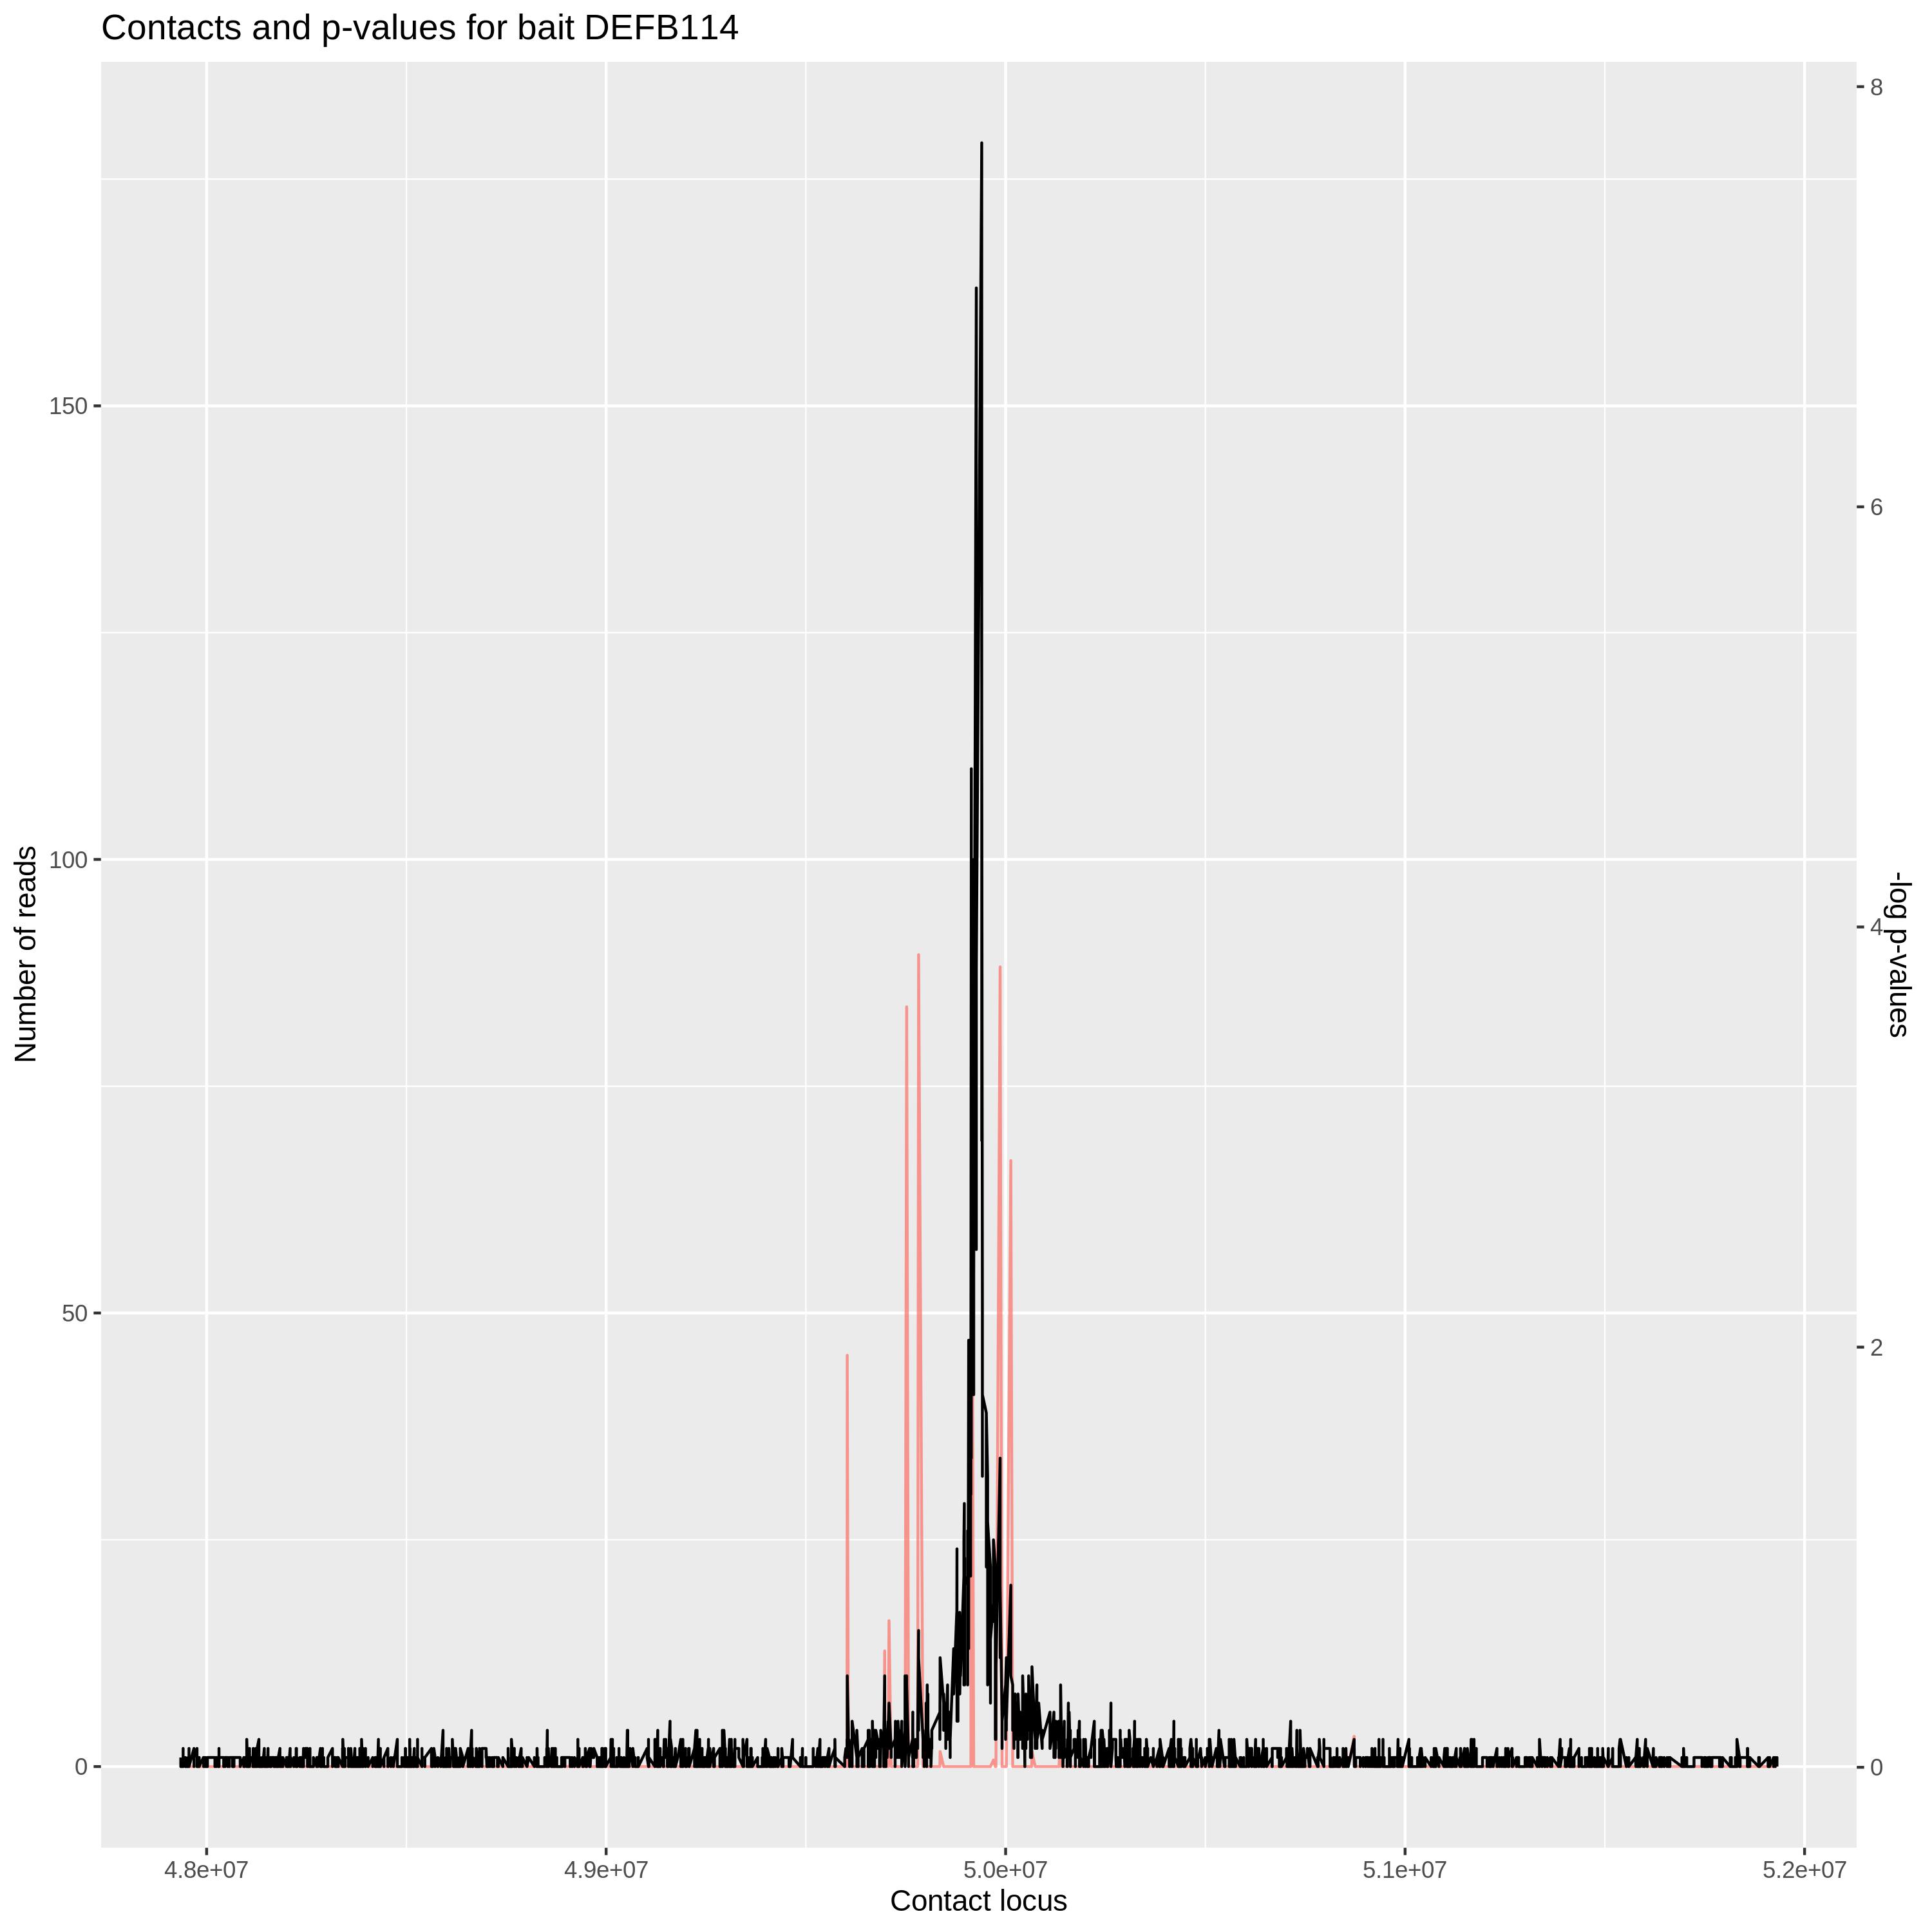 Contacts and p-values for bait DEFB114
Number of reads
150
100
50
0
8
6
4
2
0
-log p-values
4.8e+07 4.9e+07 5.0e+07 5.1e+07 5.2e+07
Contact locus